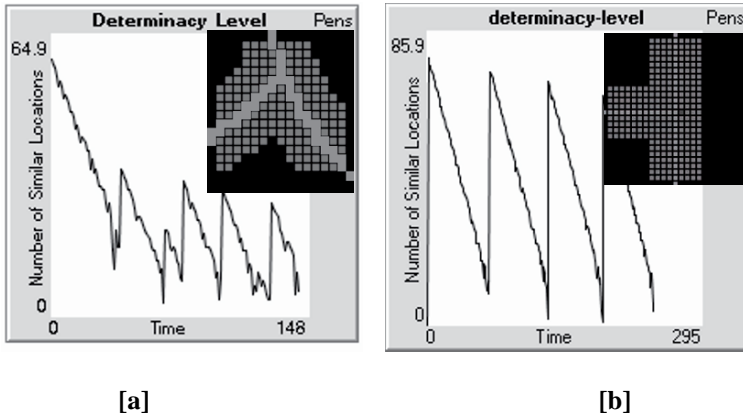 Determinacy Level Pens
64.9
Number of Similar Locations
0
0 Time 148
[a]
determinacy-level Pens
85.9
Number of Similar Locations
0
0 Time 295
[b]